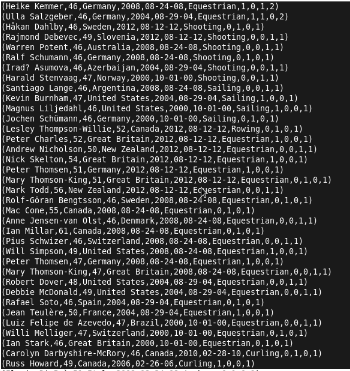 (Heike Kemmer,46,Germany,2008,08-24-08,Equestrian,1,0,1,2)
(Ulla Salzgeber,46,Germany,2004,08-29-04,Equestrian,1,1,0,2)
(Håkan Dahlby,46,Sweden,2012,08-12-12,Shooting,0,1,0,1)
(Rajmond Debevec,49,Slovenia,2012,08-12-12,Shooting,0,0,1,1)
(Warren Potent,46,Australia,2008,08-24-08,Shooting,0,0,1,1)
(Ralf Schumann,46,Germany,2008,08-24-08,Shooting,0,1,0,1)
(Irad? Asumova,46,Azerbaijan,2004,08-29-04,Shooting,0,0,1,1)
(Harald Stenvaag,47,Norway,2000,10-01-00,Shooting,0,0,1,1)
(Santiago Lange,46,Argentina,2008,08-24-08,Sailing,0,0,1,1)
(Kevin Burnham,47,United States,2004,08-29-04,Sailing,1,0,0,1)
(Magnus Liljedahl,46,United States,2000,10-01-00,Sailing,1,0,0,1)
(Jochen Schümann,46,Germany,2000,10-01-00,Sailing,0,0,1,1)
(Lesley Thompson-Willie,52,Canada,2012,08-12-12,Rowing,0,1,0,1)
(Peter Charles,52,Great Britain,2012,08-12-12,Equestrian,1,0,0,1)
(Andrew Nicholson,50,New Zealand,2012,08-12-12,Equestrian,0,0,1,1)
(Nick Skelton,54,Great Britain,2012,08-12-12,Equestrian,1,0,0,1)
(Peter Thomsen,51,Germany,2012,08-12-12,Equestrian,1,0,0,1)
(Mary Thomson-King,51,Great Britain,2012,08-12-12,Equestrian,0,1,0,1)
(Mark Todd,56,New Zealand,2012,08-12-12,Equestrian,0,0,1,1)
(Rolf-Göran Bengtsson,46,Sweden,2008,08-24-08,Equestrian,0,1,0,1)
(Mac Cone,55,Canada,2008,08-24-08,Equestrian,0,1,0,1)
(Anne Jensen-van Olst,46,Denmark,2008,08-24-08,Equestrian,0,0,1,1)
(Ian Millar,61,Canada,2008,08-24-08,Equestrian,0,1,0,1)
(Pius Schwizer,46,Switzerland,2008,08-24-08,Equestrian,0,0,1,1)
(Will Simpson,49,United States,2008,08-24-08,Equestrian,1,0,0,1)
(Peter Thomsen,47,Germany,2008,08-24-08,Equestrian,1,0,0,1)
(Mary Thomson-King,47,Great Britain,2008,08-24-08,Equestrian,0,0,1,1)
(Robert Dover,48,United States,2004,08-29-04,Equestrian,0,0,1,1)
(Debbie McDonald,49,United States,2004,08-29-04,Equestrian,0,0,1,1)
(Rafael Soto,46,Spain,2004,08-29-04,Equestrian,0,1,0,1)
(Jean Teulère,50,France,2004,08-29-04,Equestrian,1,0,0,1)
(Luiz Felipe de Azevedo,47,Brazil,2000,10-01-00,Equestrian,0,0,1,1)
(Willi Melliger,47,Switzerland,2000,10-01-00,Equestrian,0,1,0,1)
(Ian Stark,46,Great Britain,2000,10-01-00,Equestrian,0,1,0,1)
(Carolyn Darbyshire-McRory,46,Canada,2010,02-28-10,Curling,0,1,0,1)
(Russ Howard,49,Canada,2006,02-26-06,Curling,1,0,0,1)